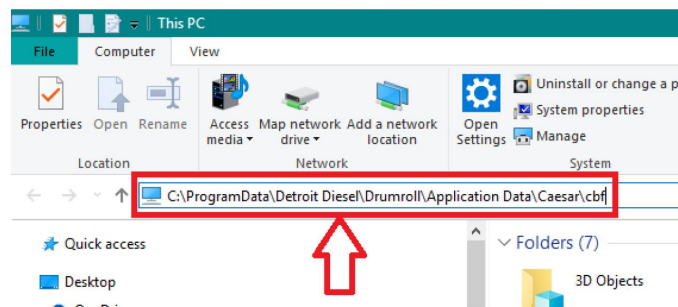 This PC
File Computer View
Properties Open Rename Access media Map network drive Add a network location Open Settings Uninstall or change a p
System properties
Manage
Location Network System
C:\ProgramData\Detroit Diesel\Drumroll\Application Data\Caesar\cbf
Quick access
Folders (7)
Desktop
3D Objects